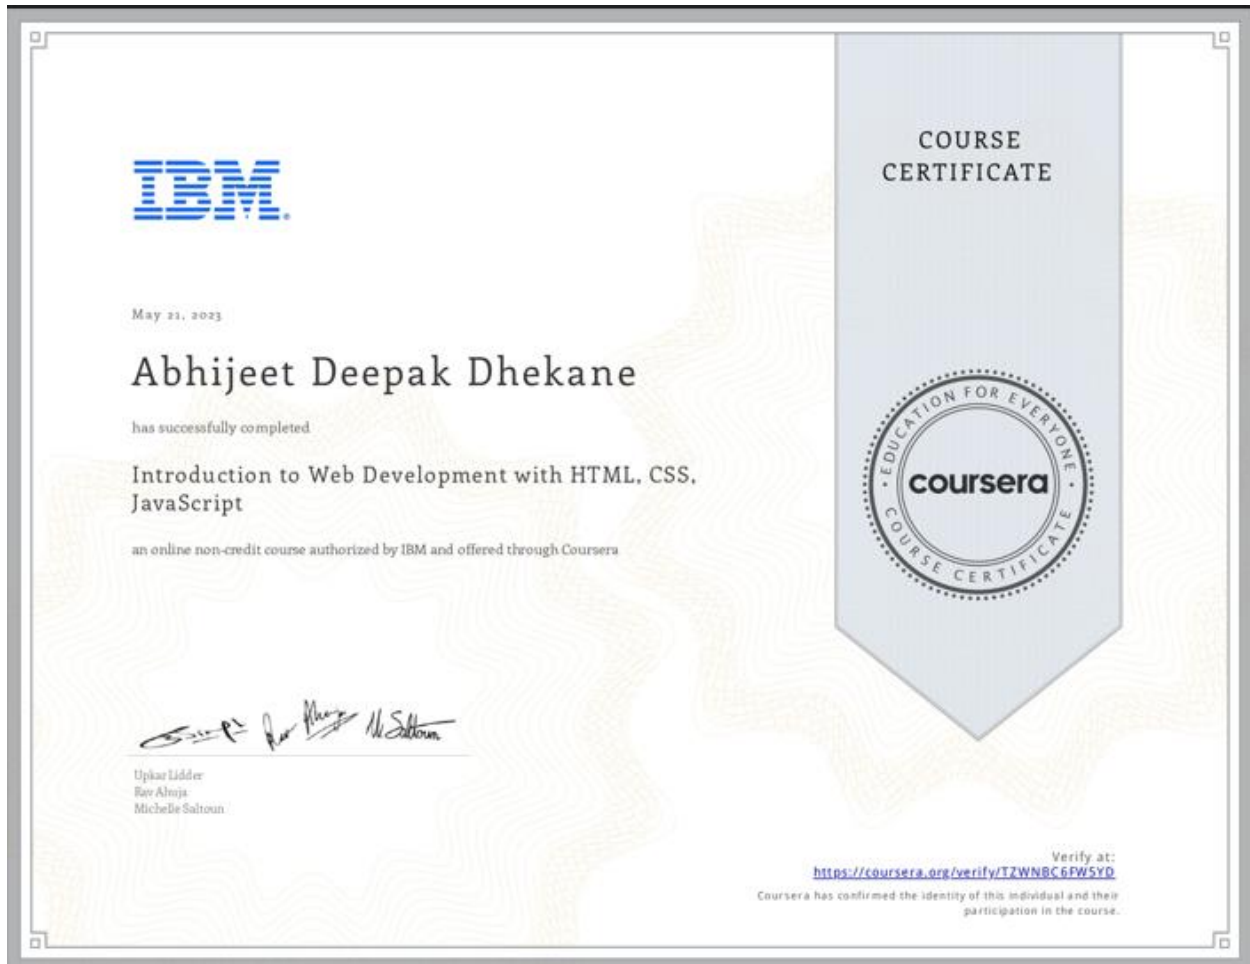 IBM
May 21, 2023
Abhijeet Deepak Dhekane
has successfully completed
Introduction to Web Development with HTML, CSS,
JavaScript
an online non-credit course authorized by IBM and offered through Coursera
Upkar Lidder
Rav Ahuja
Michelle Saltoun
COURSE
CERTIFICATE
EDUCATION FOR EVERYONE
coursera
COURSE CERTIFICATE
Verify at:
https://coursera.org/verify/TZWNBC6FW5YD
Coursera has confirmed the identity of this individual and their
participation in the course.